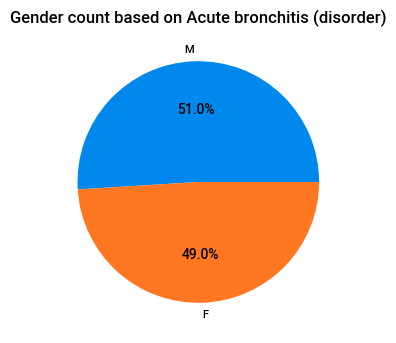 Gender count based on Acute bronchitis (disorder)
M
51.0%
49.0%
F